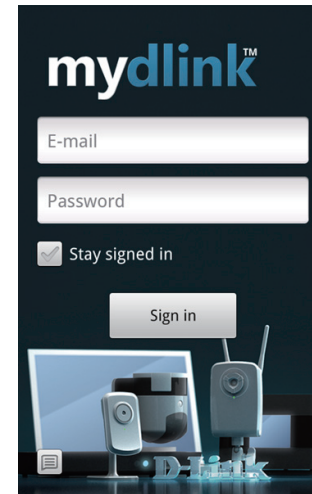 mydlink™
E-mail
Password
Stay signed in
Sign in
D-Link